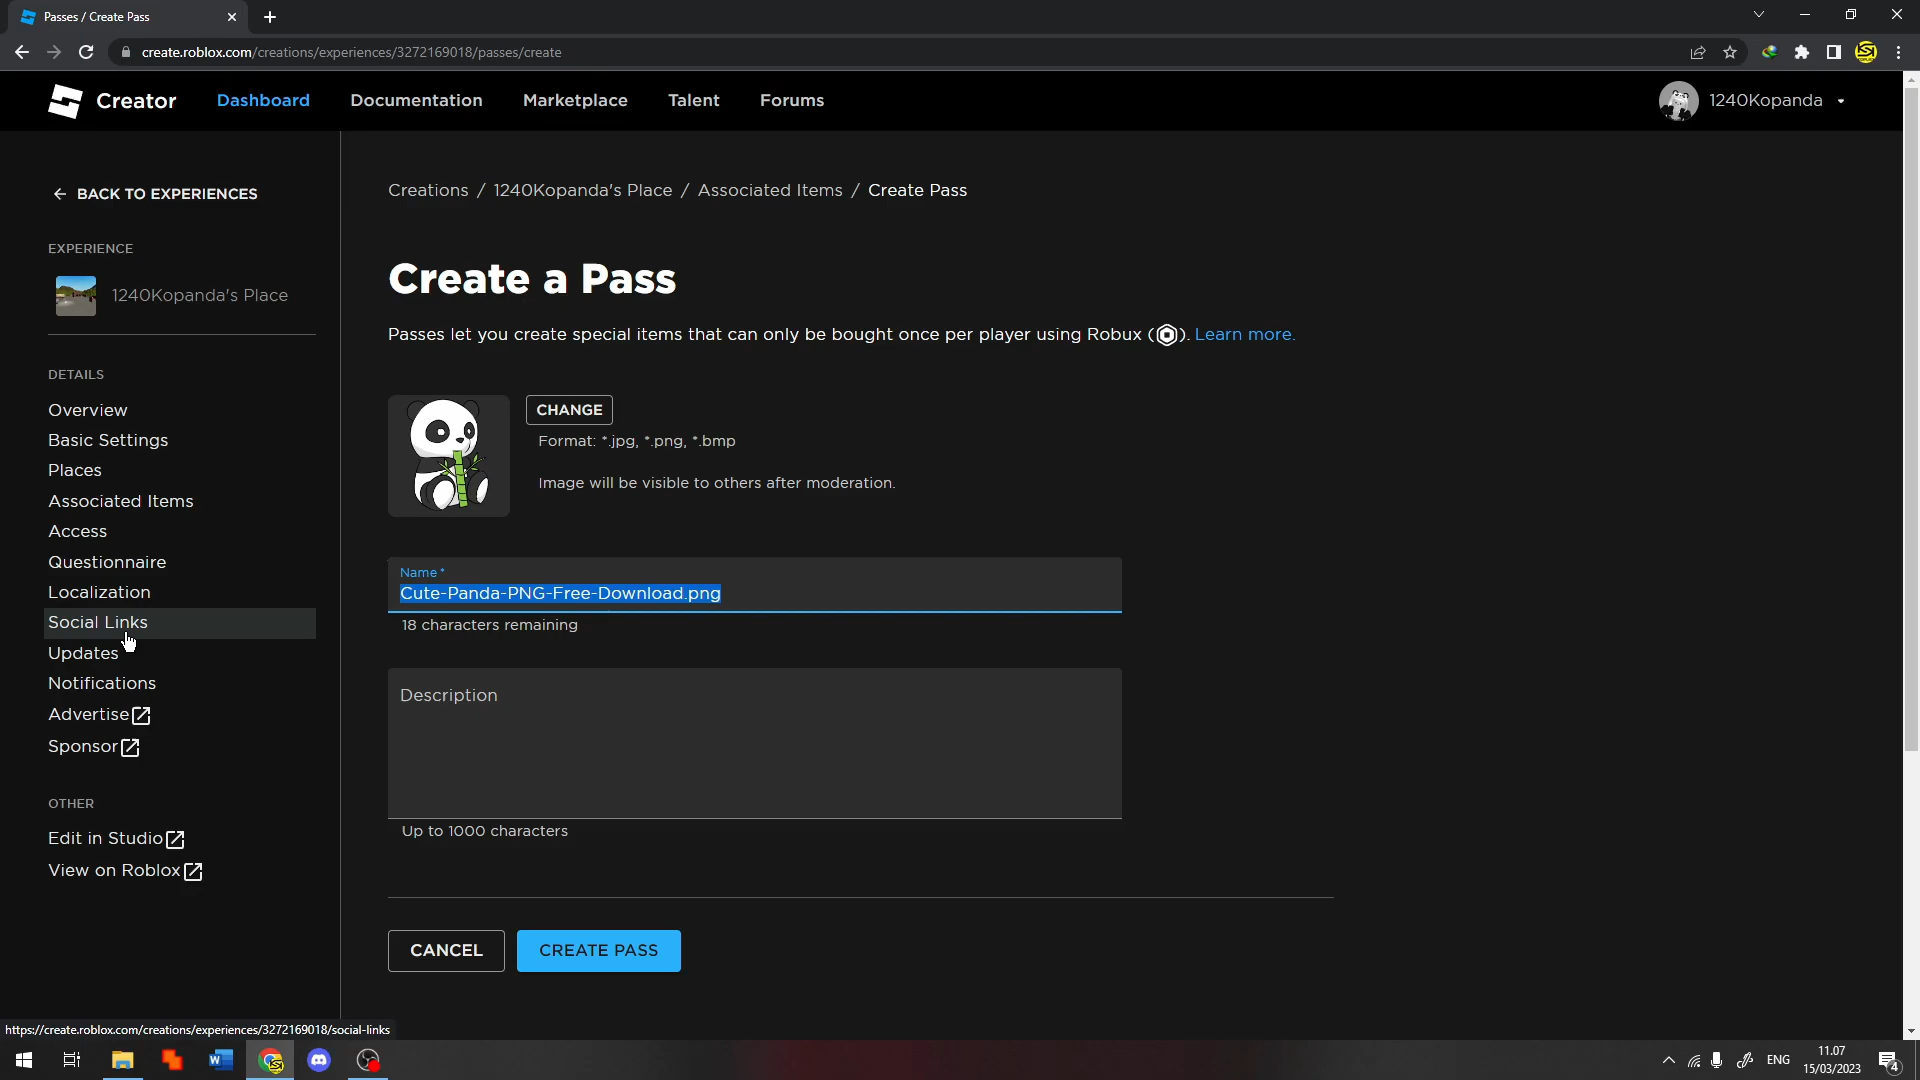 Passes / Create Pass
create.roblox.com/creations/experiences/3272169018/passes/create
Creator
Dashboard
Documentation
Marketplace
Talent
Forums
1240Kopanda
BACK TO EXPERIENCES
EXPERIENCE
1240Kopanda's Place
DETAILS
Overview
Basic Settings
Places
Associated Items
Access
Questionnaire
Localization
Social Links
Updates
Notifications
Advertise
Sponsor
OTHER
Edit in Studio
View on Roblox
Creations / 1240Kopanda's Place / Associated Items / Create Pass
Create a Pass
Passes let you create special items that can only be bought once per player using Robux ( ). Learn more.
CHANGE
Format: *.jpg, *.png, *.bmp
Image will be visible to others after moderation.
Name *
Cute-Panda-PNG-Free-Download.png
18 characters remaining
Description
Up to 1000 characters
CANCEL
CREATE PASS
https://create.roblox.com/creations/experiences/3272169018/social-links
ENG
11.07
15/03/2023
4